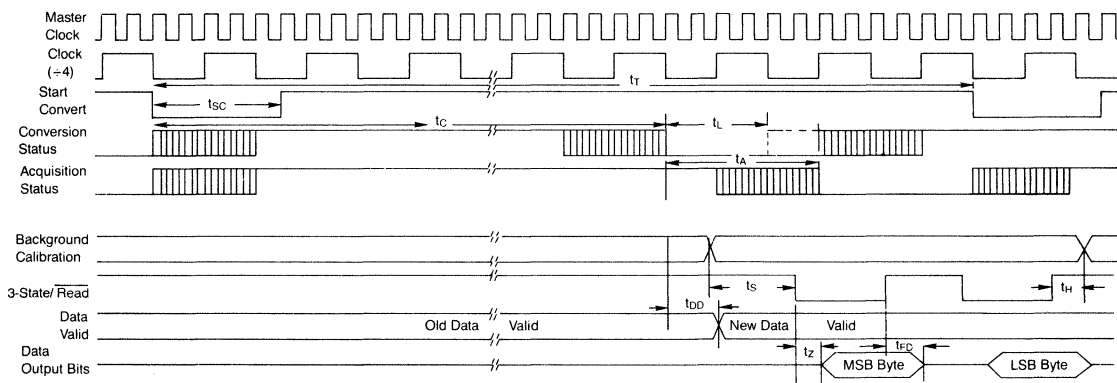 Master
Clock
Clock
(÷4)
tT
Start
Convert
tSC
tC
tL
Conversion
Status
tA
Acquisition
Status
Background
Calibration
3-State/Read
tS
tH
tDD
Data
Valid
Old Data Valid
New Data Valid
Data
Output Bits
tZ
MSB Byte
tFD
LSB Byte